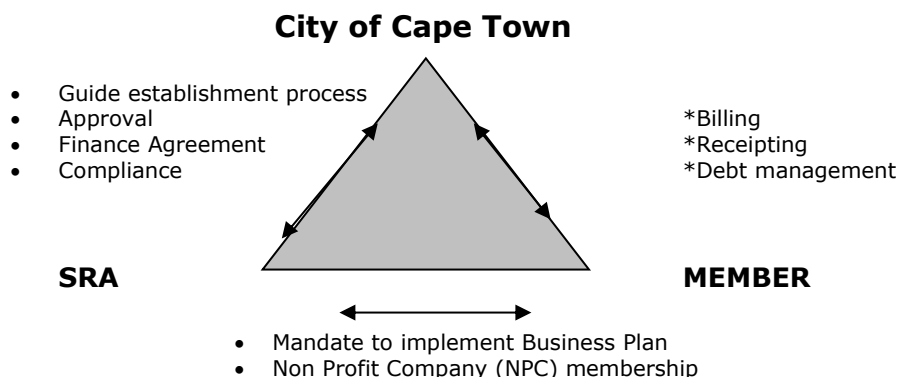 City of Cape Town
• Guide establishment process
• Approval
• Finance Agreement
• Compliance
*Billing
*Receipting
*Debt management
SRA
MEMBER
• Mandate to implement Business Plan
• Non Profit Company (NPC) membership